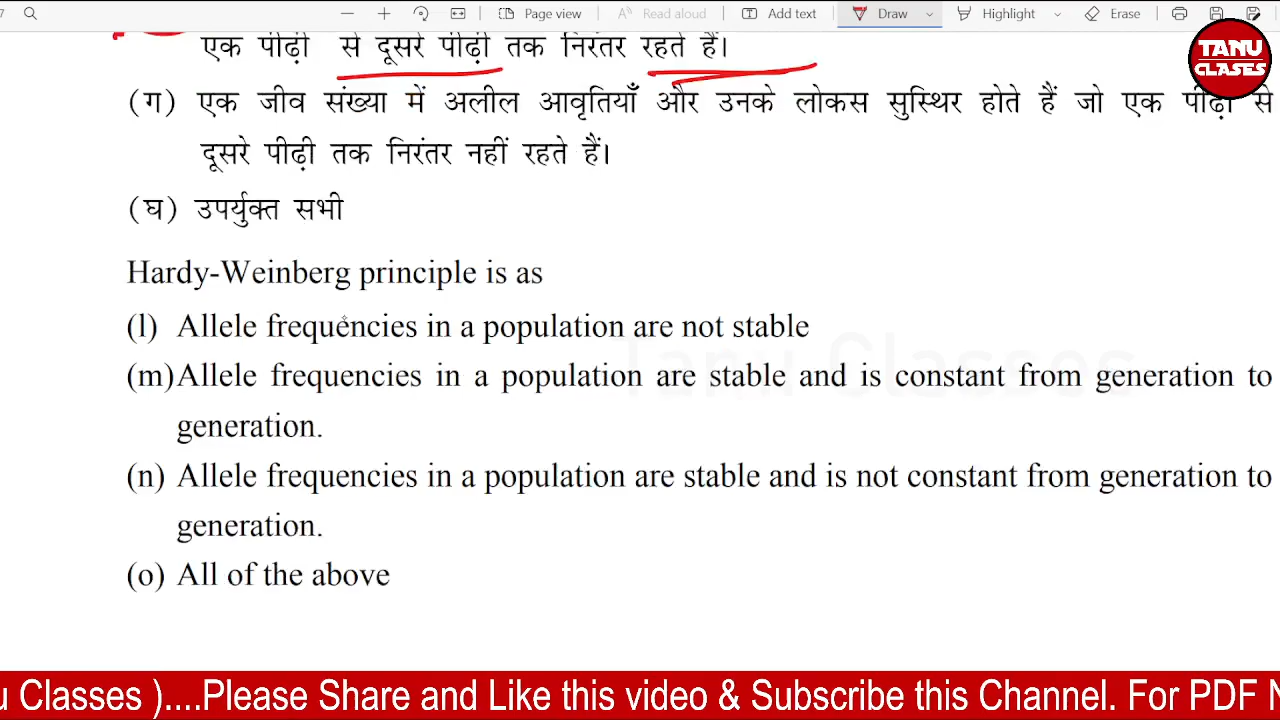 Page view
Read aloud
Add text
Draw
Highlight
Erase
TANU
CLASSES
एक पीढ़ी से दूसरे पीढ़ी तक निरंतर रहते हैं।
(ग) एक जीव संख्या में अलील आवृतियाँ और उनके लोकस सुस्थिर होते हैं जो एक पीढ़ी से
दूसरे पीढ़ी तक निरंतर नहीं रहते हैं।
(घ) उपर्युक्त सभी
Hardy-Weinberg principle is as
(l) Allele frequencies in a population are not stable
(m) Allele frequencies in a population are stable and is constant from generation to
generation.
(n) Allele frequencies in a population are stable and is not constant from generation to
generation.
(o) All of the above
Tanu Classes
u Classes )....Please Share and Like this video & Subscribe this Channel. For PDF N